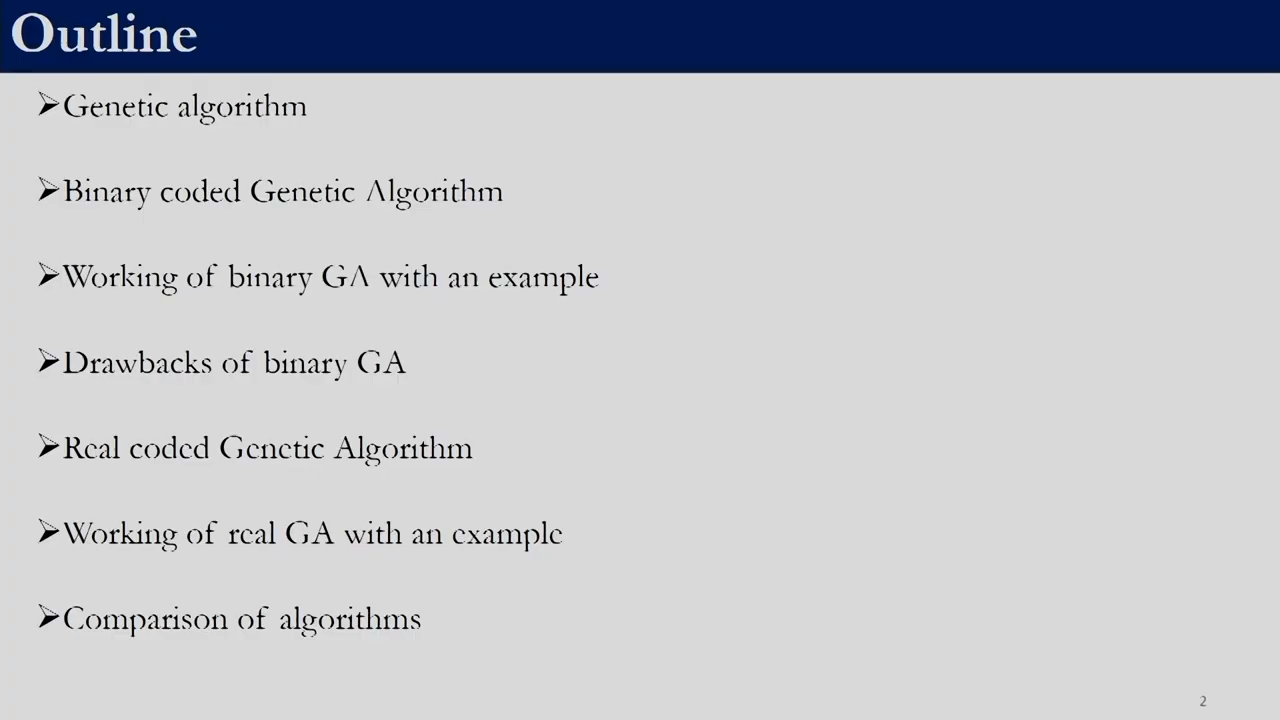 Outline
➢Genetic algorithm
➢Binary coded Genetic Algorithm
➢Working of binary GA with an example
➢Drawbacks of binary GA
➢Real coded Genetic Algorithm
➢Working of real GA with an example
➢Comparison of algorithms
2